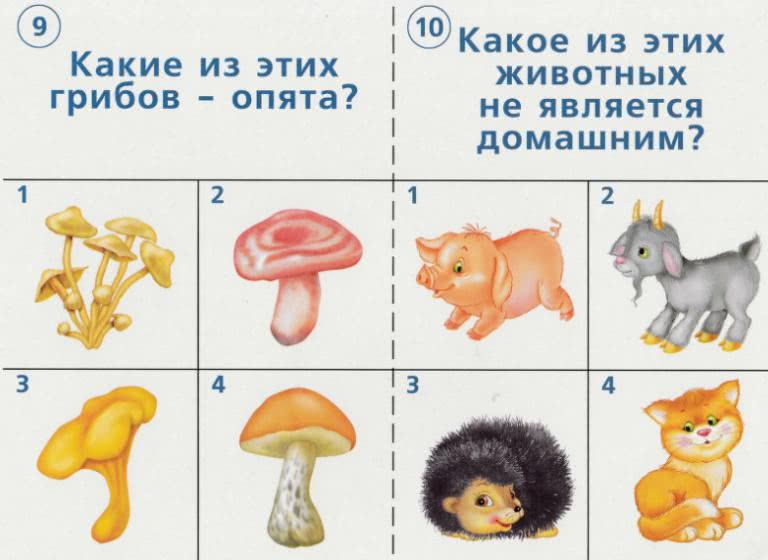 9
Какие из этих
грибов – опята?
1
2
3
4
10
Какое из этих
животных
не является
домашним?
1
2
3
4